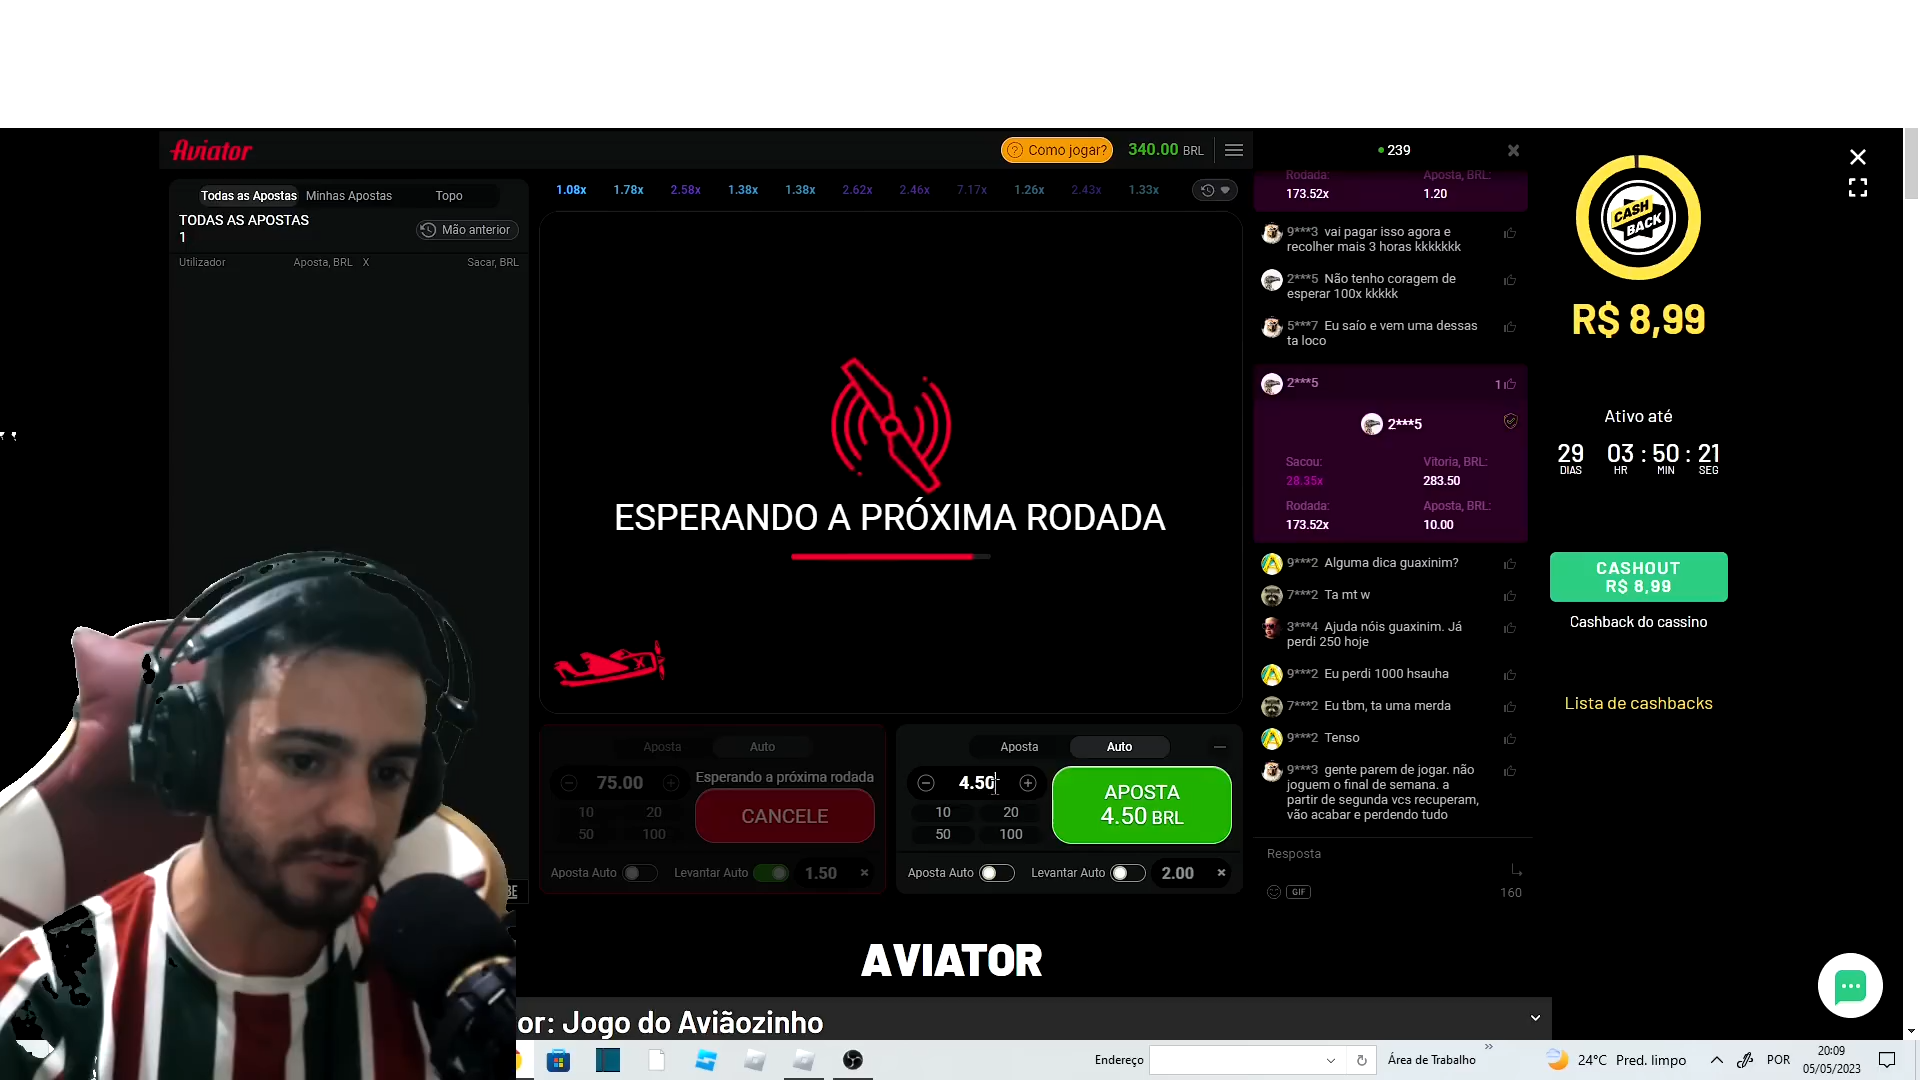 Aviator
? Como jogar?
340.00 BRL
239
1.08x 1.78x 2.58x 1.38x 1.38x 2.62x 2.46x 7.17x 1.26x 2.43x 1.33x
Todas as Apostas Minhas Apostas Topo
TODAS AS APOSTAS
1
Mão anterior
Utilizador Aposta, BRL X Sacar, BRL
ESPERANDO A PRÓXIMA RODADA
Aposta Auto
75.00
Esperando a próxima rodada
CANCELE
10 20
50 100
Aposta Auto Levantar Auto 1.50
Aposta Auto
4.50
10 20
50 100
APOSTA
4.50 BRL
Aposta Auto Levantar Auto 2.00
Rodada: Aposta, BRL:
173.52x 1.20
9***3 vai pagar isso agora e
recolher mais 3 horas kkkkkkk
2***5 Não tenho coragem de
esperar 100x kkkkk
5***7 Eu saío e vem uma dessas
ta loco
2***5 1
2***5
Sacou: Vitoria, BRL:
28.35x 283.50
Rodada: Aposta, BRL:
173.52x 10.00
9***2 Alguma dica guaxinim?
7***2 Ta mt w
3***4 Ajuda nóis guaxinim. Já
perdi 250 hoje
9***2 Eu perdi 1000 hsauha
7***2 Eu tbm, ta uma merda
9***2 Tenso
9***3 gente parem de jogar. não
joguem o final de semana. a
partir de segunda vcs recuperam,
vão acabar e perdendo tudo
Resposta
GIF
160
CASH
BACK
R$ 8,99
Ativo até
29 03 : 50 : 21
DIAS HR MIN SEG
CASHOUT
R$ 8,99
Cashback do cassino
Lista de cashbacks
BE
AVIATOR
or: Jogo do Aviãozinho
Endereço
Área de Trabalho
24°C Pred. limpo
POR
20:09
05/05/2023